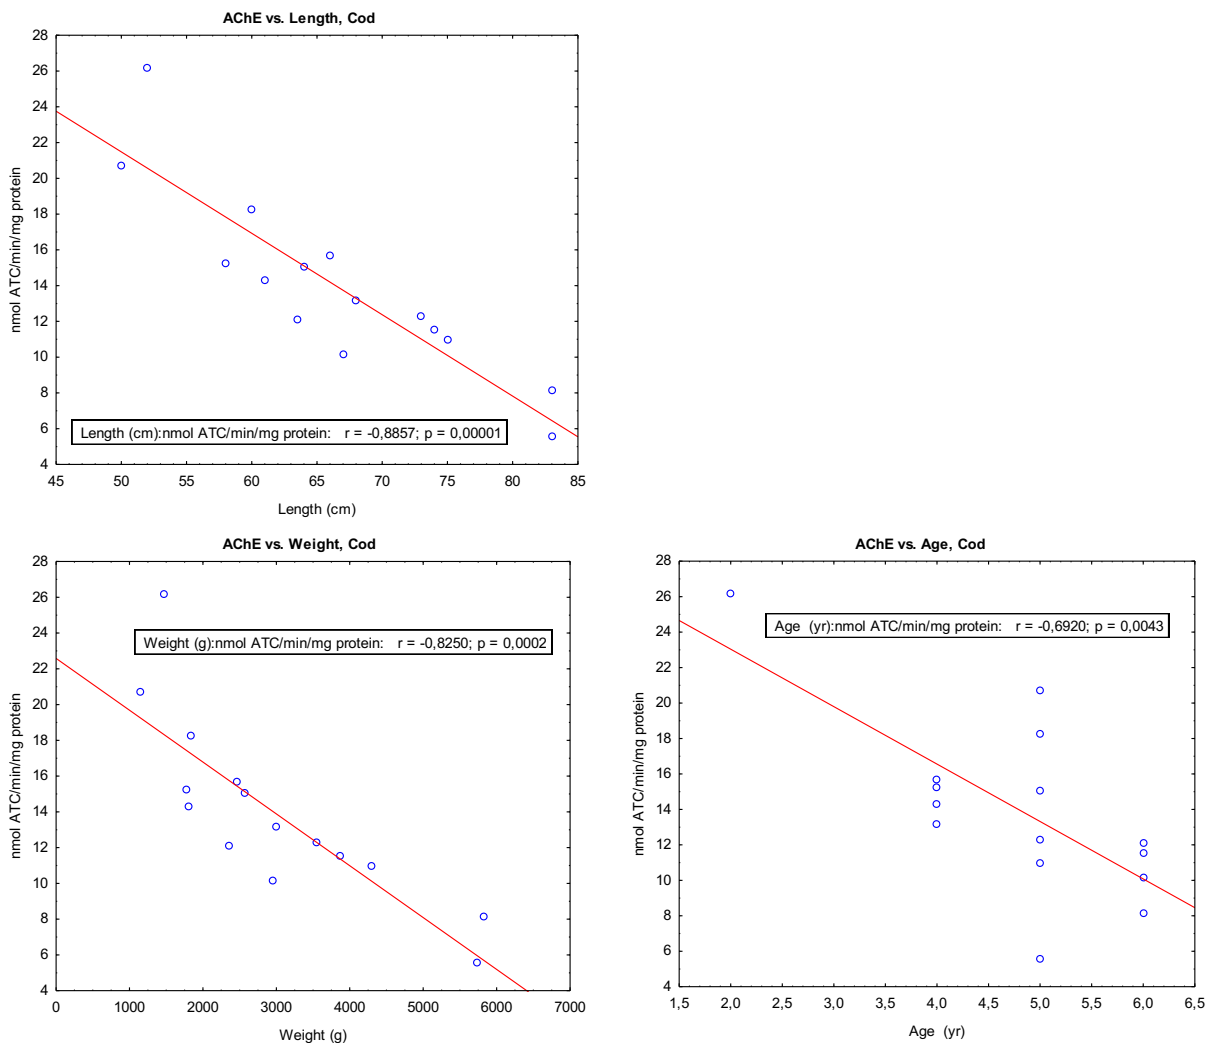 AChE vs. Length, Cod
28
26
24
22
20
18
16
14
12
10
8
6
4
nmol ATC/min/mg protein
Length (cm):nmol ATC/min/mg protein: r = -0,8857; p = 0,00001
45 50 55 60 65 70 75 80 85
Length (cm)
AChE vs. Weight, Cod
28
26
24
22
20
18
16
14
12
10
8
6
4
nmol ATC/min/mg protein
Weight (g):nmol ATC/min/mg protein: r = -0,8250; p = 0,0002
0 1000 2000 3000 4000 5000 6000 7000
Weight (g)
AChE vs. Age, Cod
28
26
24
22
20
18
16
14
12
10
8
6
4
nmol ATC/min/mg protein
Age (yr):nmol ATC/min/mg protein: r = -0,6920; p = 0,0043
1,5 2,0 2,5 3,0 3,5 4,0 4,5 5,0 5,5 6,0 6,5
Age (yr)